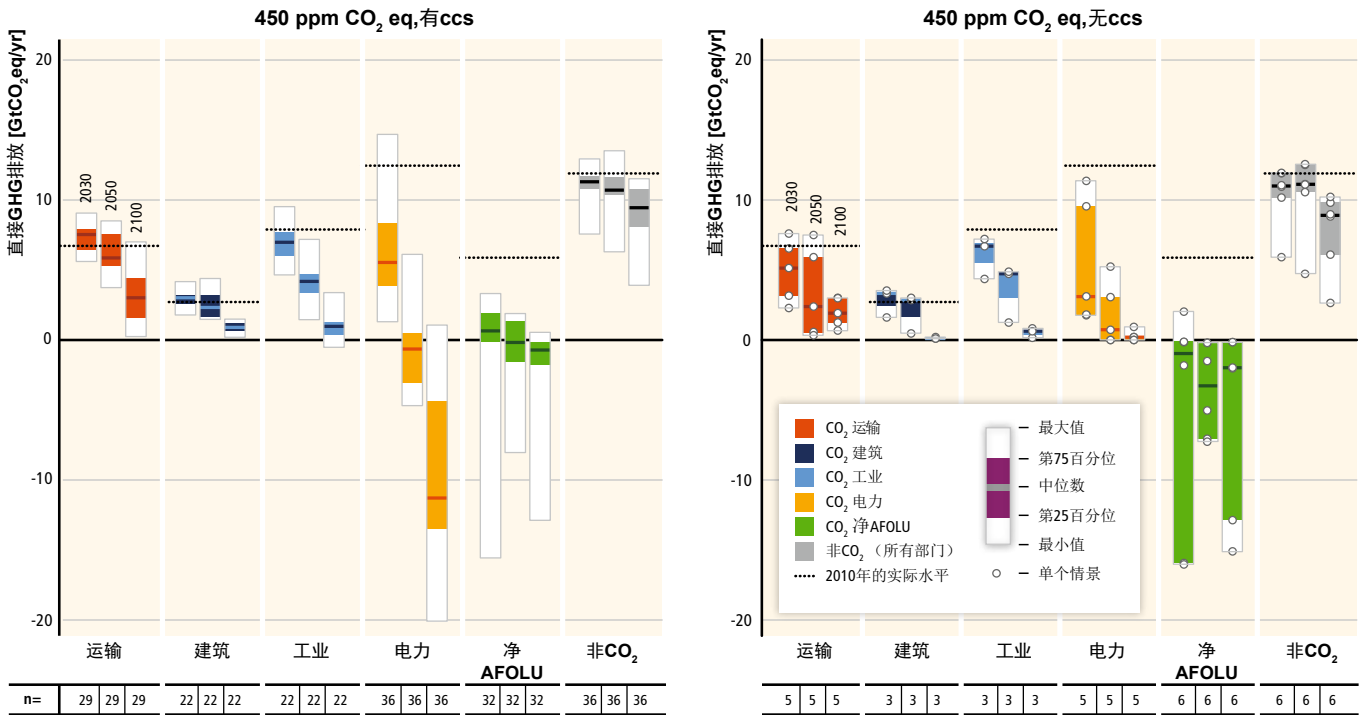 450 ppm CO₂ eq,有ccs
直接GHG排放 [GtCO₂eq/yr]
20
10
0
-10
-20
2030
2050
2100
运输
建筑
工业
电力
净
AFOLU
非CO₂
n=
29 29 29 22 22 22 22 22 22 36 36 36 32 32 32 36 36 36
450 ppm CO₂ eq,无ccs
直接GHG排放 [GtCO₂eq/yr]
20
10
0
-10
-20
2030
2050
2100
CO₂ 运输
CO₂ 建筑
CO₂ 工业
CO₂ 电力
CO₂ 净AFOLU
非CO₂ （所有部门）
2010年的实际水平
最大值
第75百分位
中位数
第25百分位
最小值
单个情景
运输
建筑
工业
电力
净
AFOLU
非CO₂
5 5 5 3 3 3 3 3 3 5 5 5 6 6 6 6 6 6